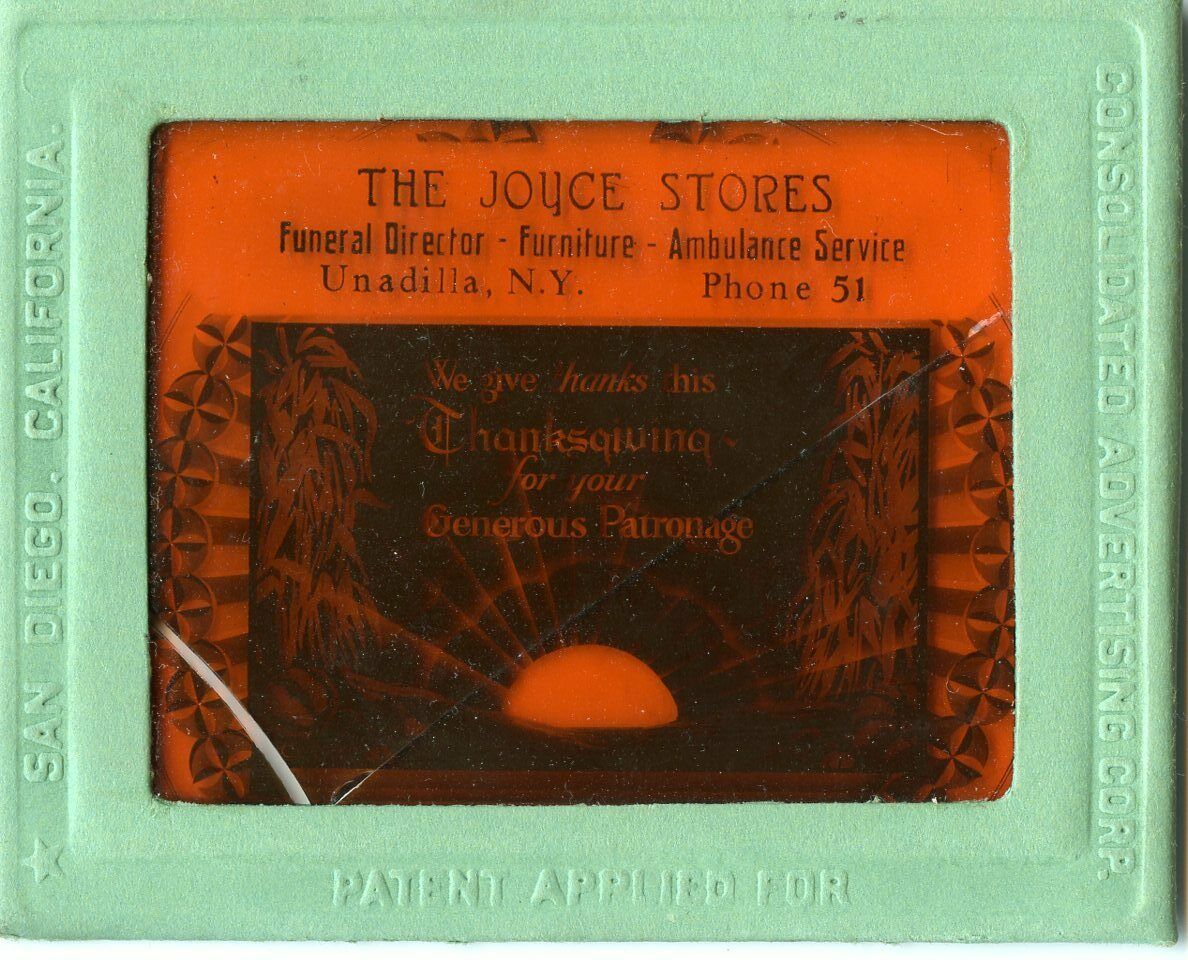 THE JOYCE STORES
Funeral Director - Furniture - Ambulance Service
Unadilla, N.Y. Phone 51
We give thanks this
Thanksgiving
for your
Generous Patronage
SAN DIEGO, CALIFORNIA.
CONSOLIDATED ADVERTISING CORP.
PATENT APPLIED FOR